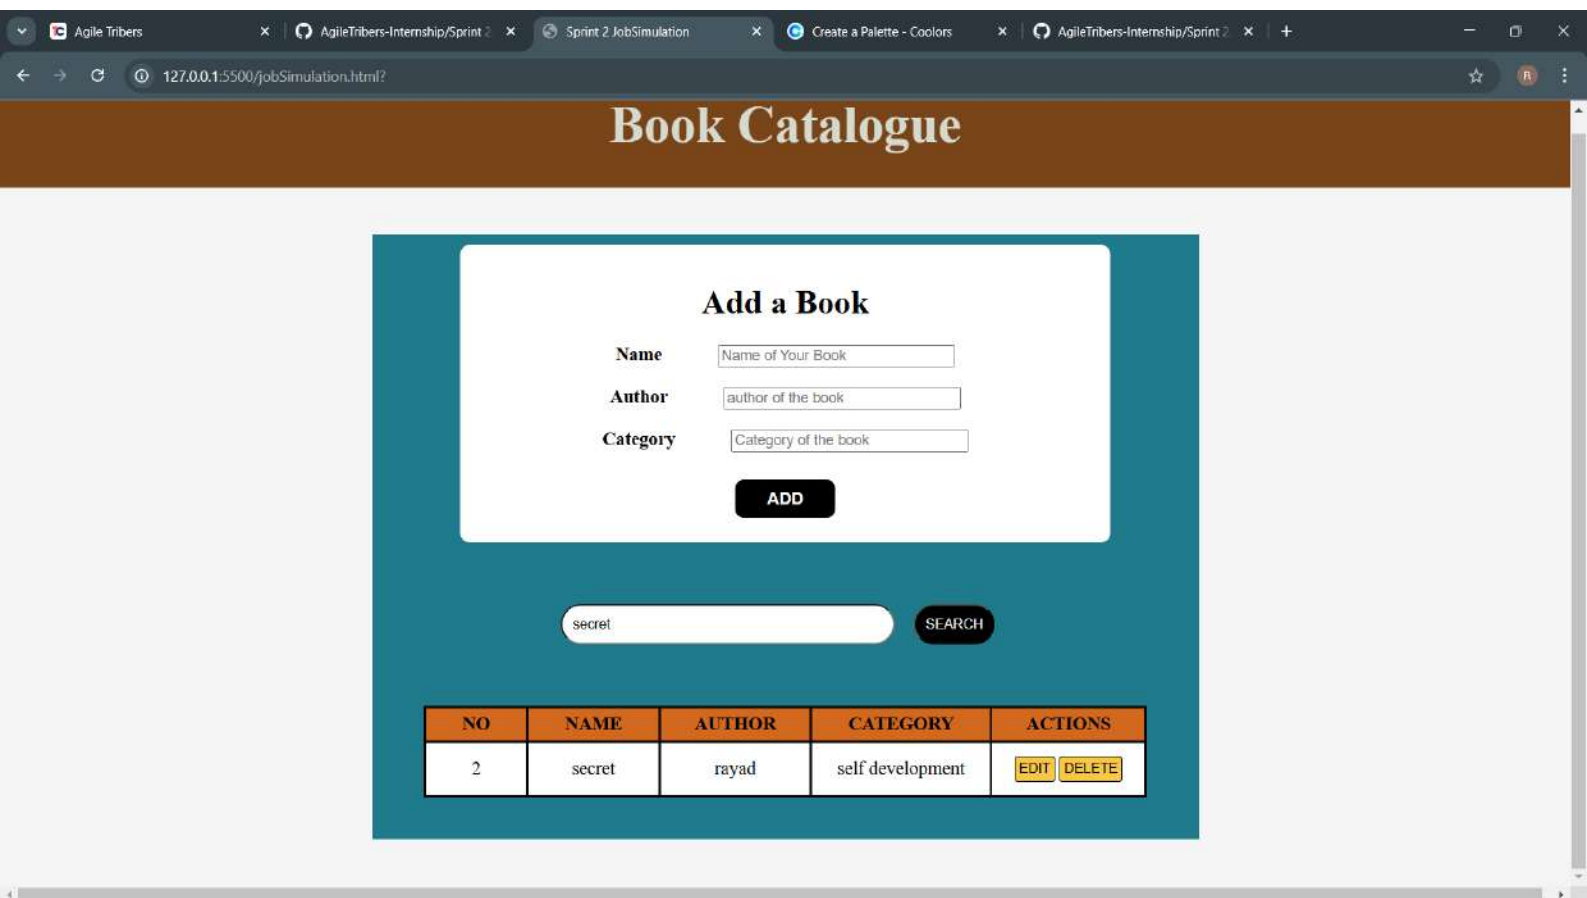 Agile Tribers
AgileTribers-Internship/Sprint 2
Sprint 2 JobSimulation
Create a Palette - Coolors
AgileTribers-Internship/Sprint 2
127.0.0.1:5500/jobSimulation.html?
R
Book Catalogue
Add a Book
Name Name of Your Book
Author author of the book
Category Category of the book
ADD
secret SEARCH
NO NAME AUTHOR CATEGORY ACTIONS
2 secret rayad self development EDIT DELETE